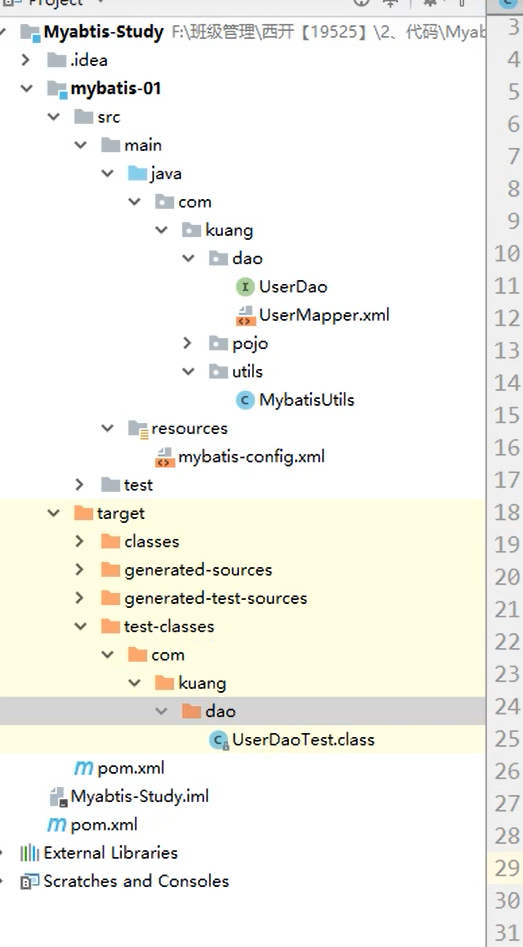 Project
Myabtis-Study F:\班级管理\西开【19525】\2、代码\Myab
.idea
mybatis-01
src
main
java
com
kuang
dao
UserDao
UserMapper.xml
pojo
utils
MybatisUtils
resources
mybatis-config.xml
test
target
classes
generated-sources
generated-test-sources
test-classes
com
kuang
dao
UserDaoTest.class
pom.xml
Myabtis-Study.iml
pom.xml
External Libraries
Scratches and Consoles
3
4
5
6
7
8
9
10
11
12
13
14
15
16
17
18
19
20
21
22
23
24
25
26
27
28
29
30
31